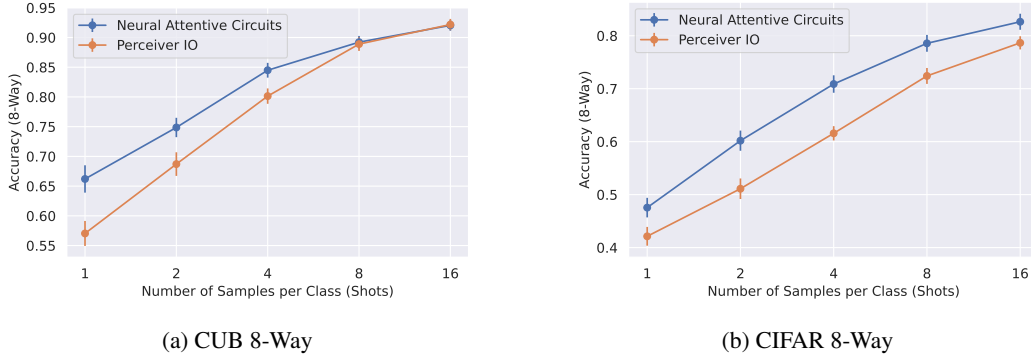 0.95
0.90
0.85
0.80
0.75
0.70
0.65
0.60
0.55
Accuracy (8-Way)
Neural Attentive Circuits
Perceiver IO
1 2 4 8 16
Number of Samples per Class (Shots)
(a) CUB 8-Way
0.8
0.7
0.6
0.5
0.4
Accuracy (8-Way)
Neural Attentive Circuits
Perceiver IO
1 2 4 8 16
Number of Samples per Class (Shots)
(b) CIFAR 8-Way